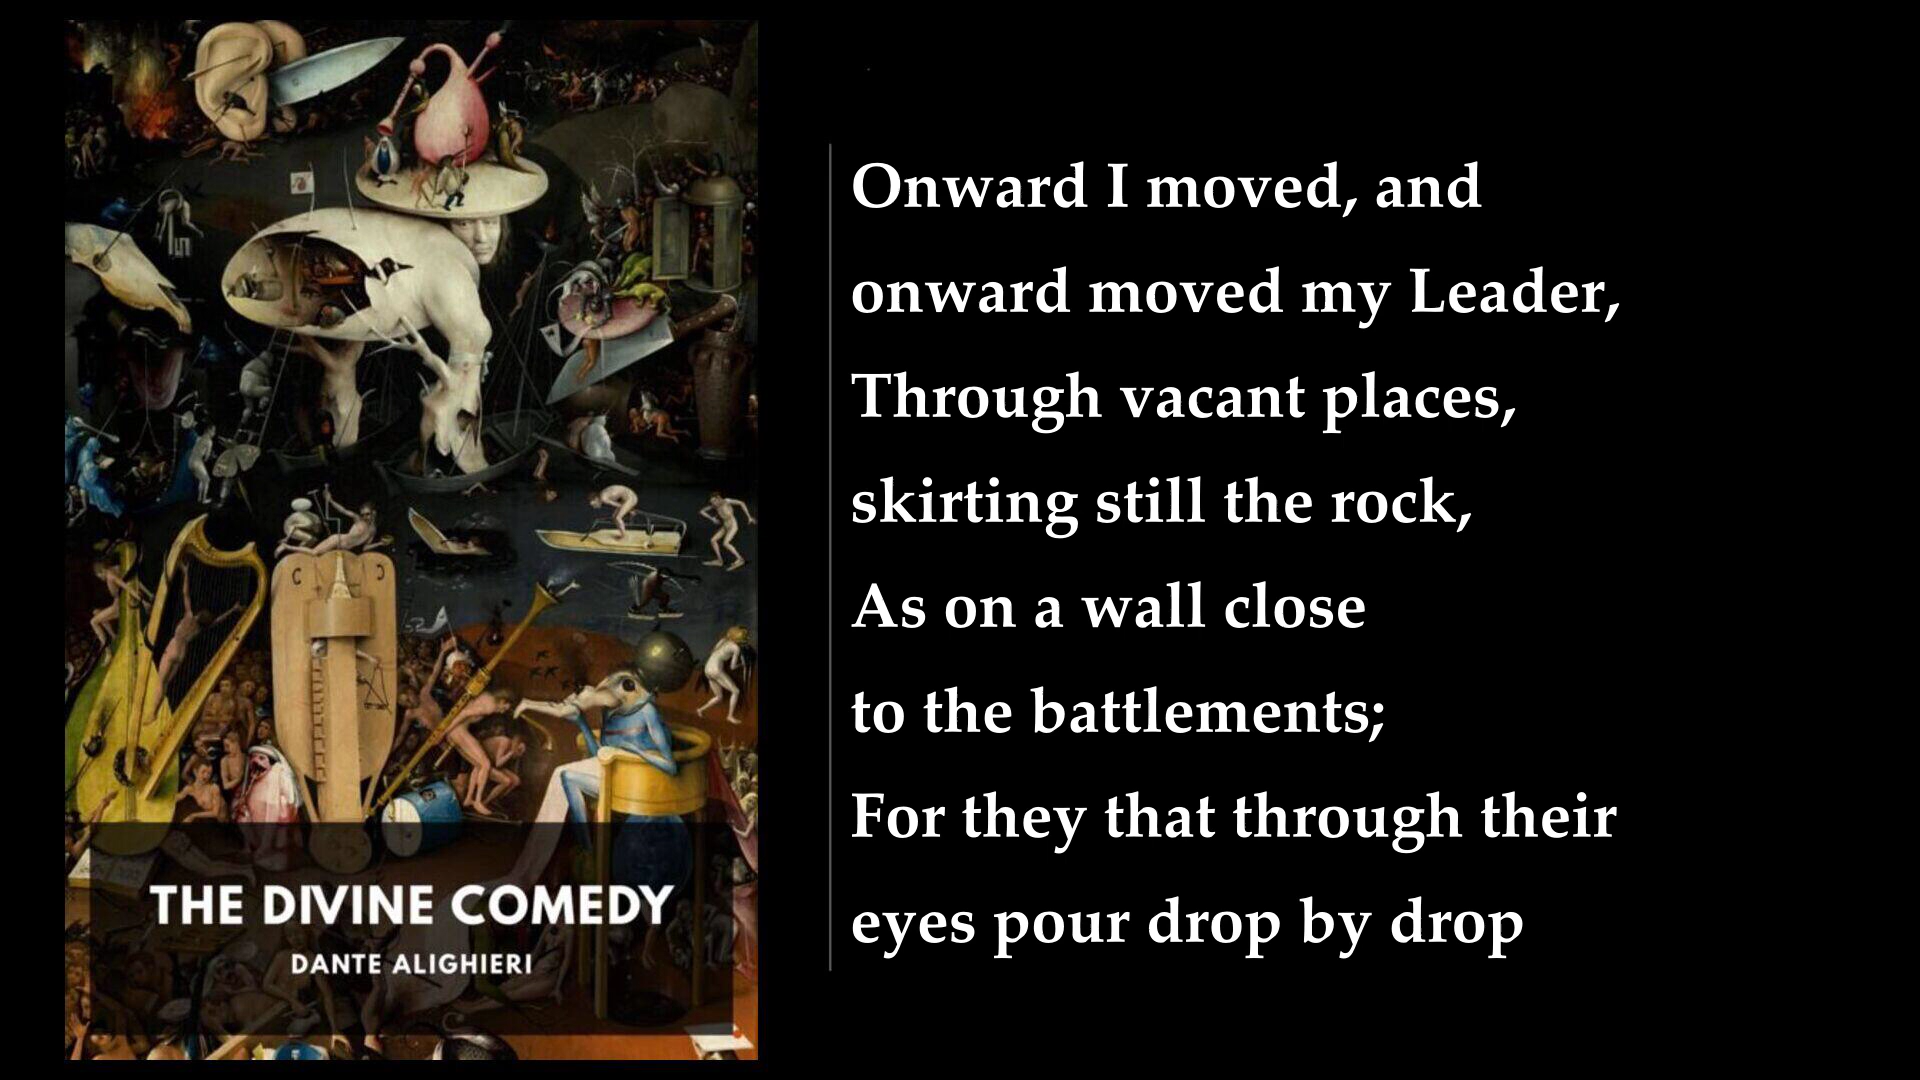 THE DIVINE COMEDY
DANTE ALIGHIERI
Onward I moved, and
onward moved my Leader,
Through vacant places,
skirting still the rock,
As on a wall close
to the battlements;
For they that through their
eyes pour drop by drop